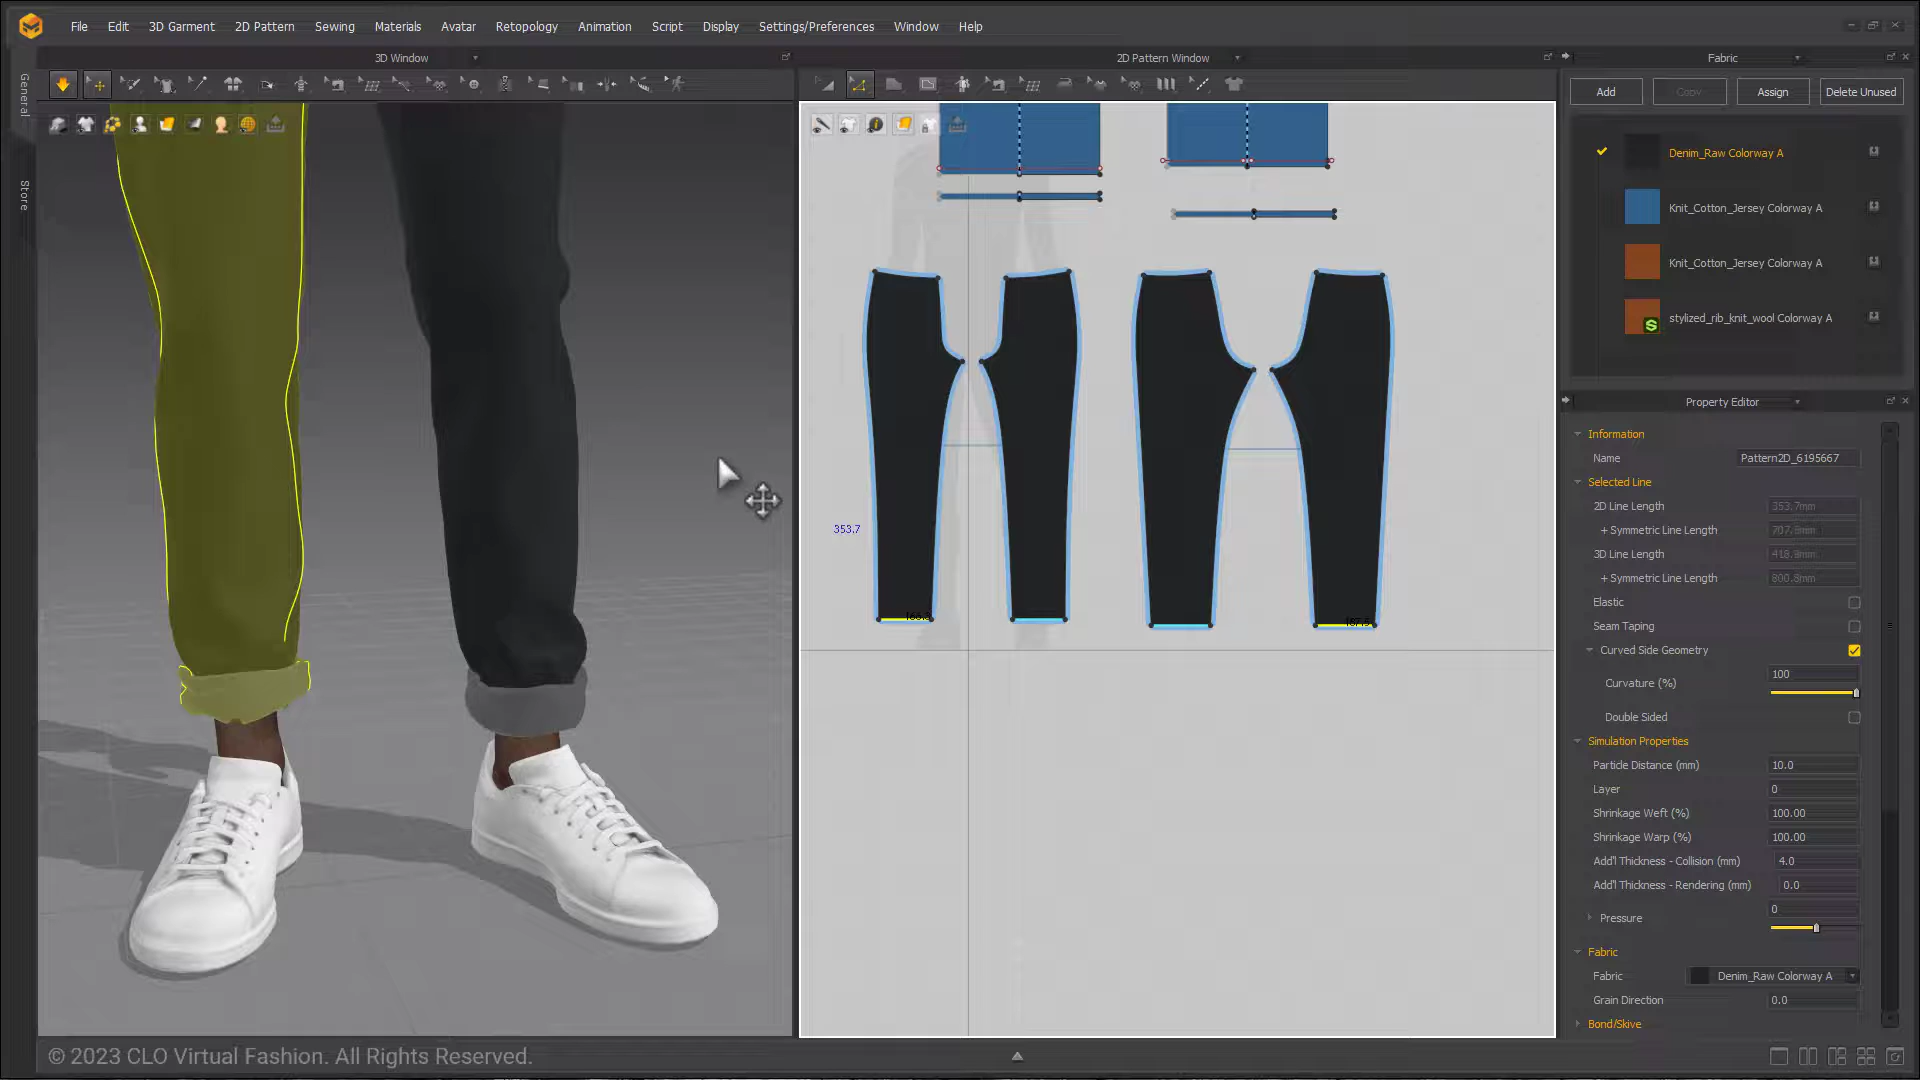 File Edit 3D Garment 2D Pattern Sewing Materials Avatar Retopology Animation Script Display Settings/Preferences Window Help
3D Window
2D Pattern Window
Fabric
General
Store
Add
Copy
Assign
Delete Unused
Denim_Raw Colorway A
Knit_Cotton_Jersey Colorway A
Knit_Cotton_Jersey Colorway A
stylized_rib_knit_wool Colorway A
353.7
Property Editor
Information
Name Pattern2D_6195667
Selected Line
2D Line Length 353.7mm
+ Symmetric Line Length
3D Line Length
+ Symmetric Line Length
Elastic
Seam Taping
Curved Side Geometry
Curvature (%) 100
Double Sided
Simulation Properties
Particle Distance (mm) 10.0
Layer 0
Shrinkage Weft (%) 100.00
Shrinkage Warp (%) 100.00
Add'l Thickness - Collision (mm) 4.0
Add'l Thickness - Rendering (mm) 0.0
Pressure 0
Fabric
Fabric Denim_Raw Colorway A
Grain Direction 0.0
Bond/Skive
© 2023 CLO Virtual Fashion. All Rights Reserved.